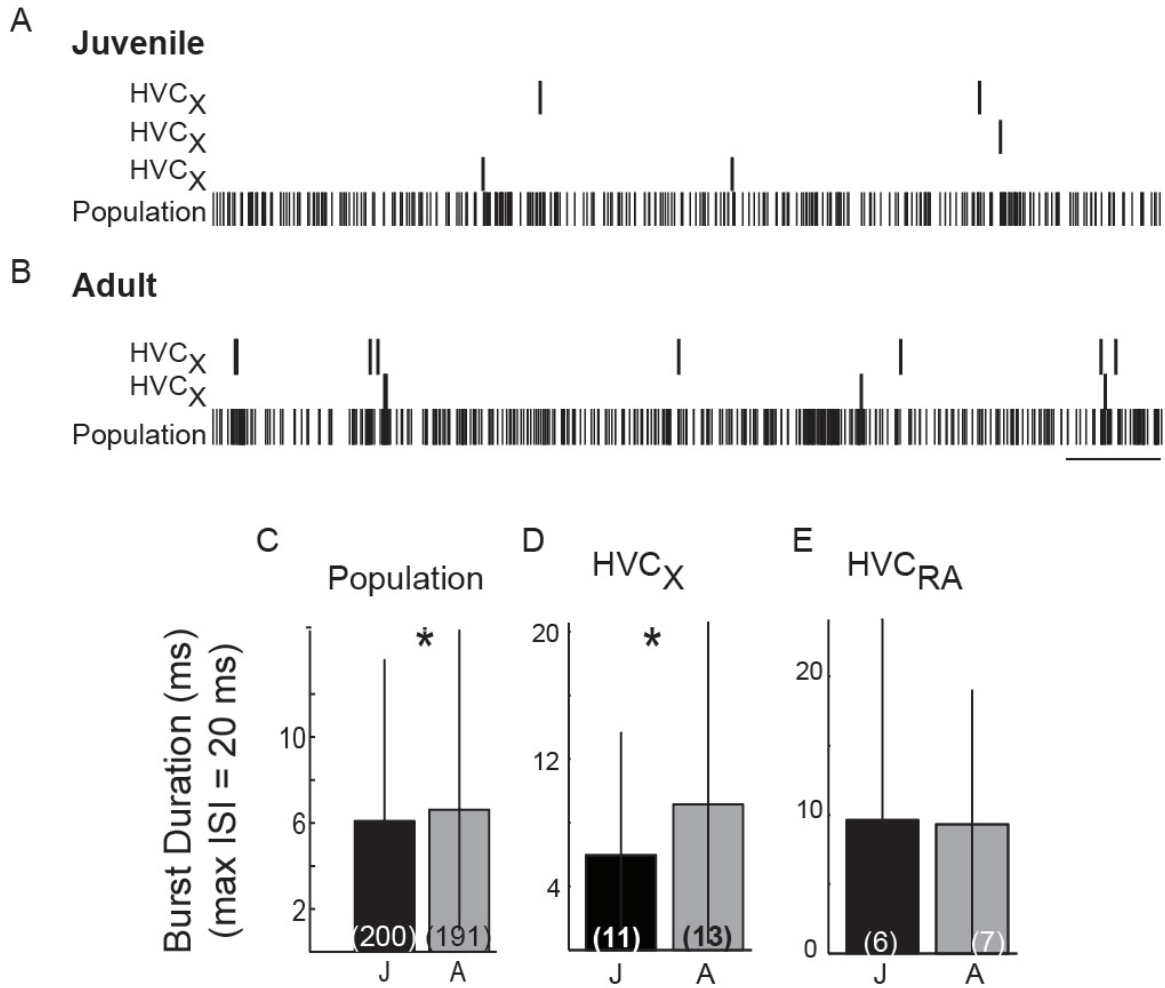 A
Juvenile
HVCX
HVCX
HVCX
Population
B
Adult
HVCX
HVCX
Population
C
Population
D
HVCX
E
HVCRA
Burst Duration (ms)
(max ISI = 20 ms)
*
10
6
2
(200)
(191)
J
A
*
20
12
4
(11)
(13)
J
A
20
10
0
(6)
(7)
J
A